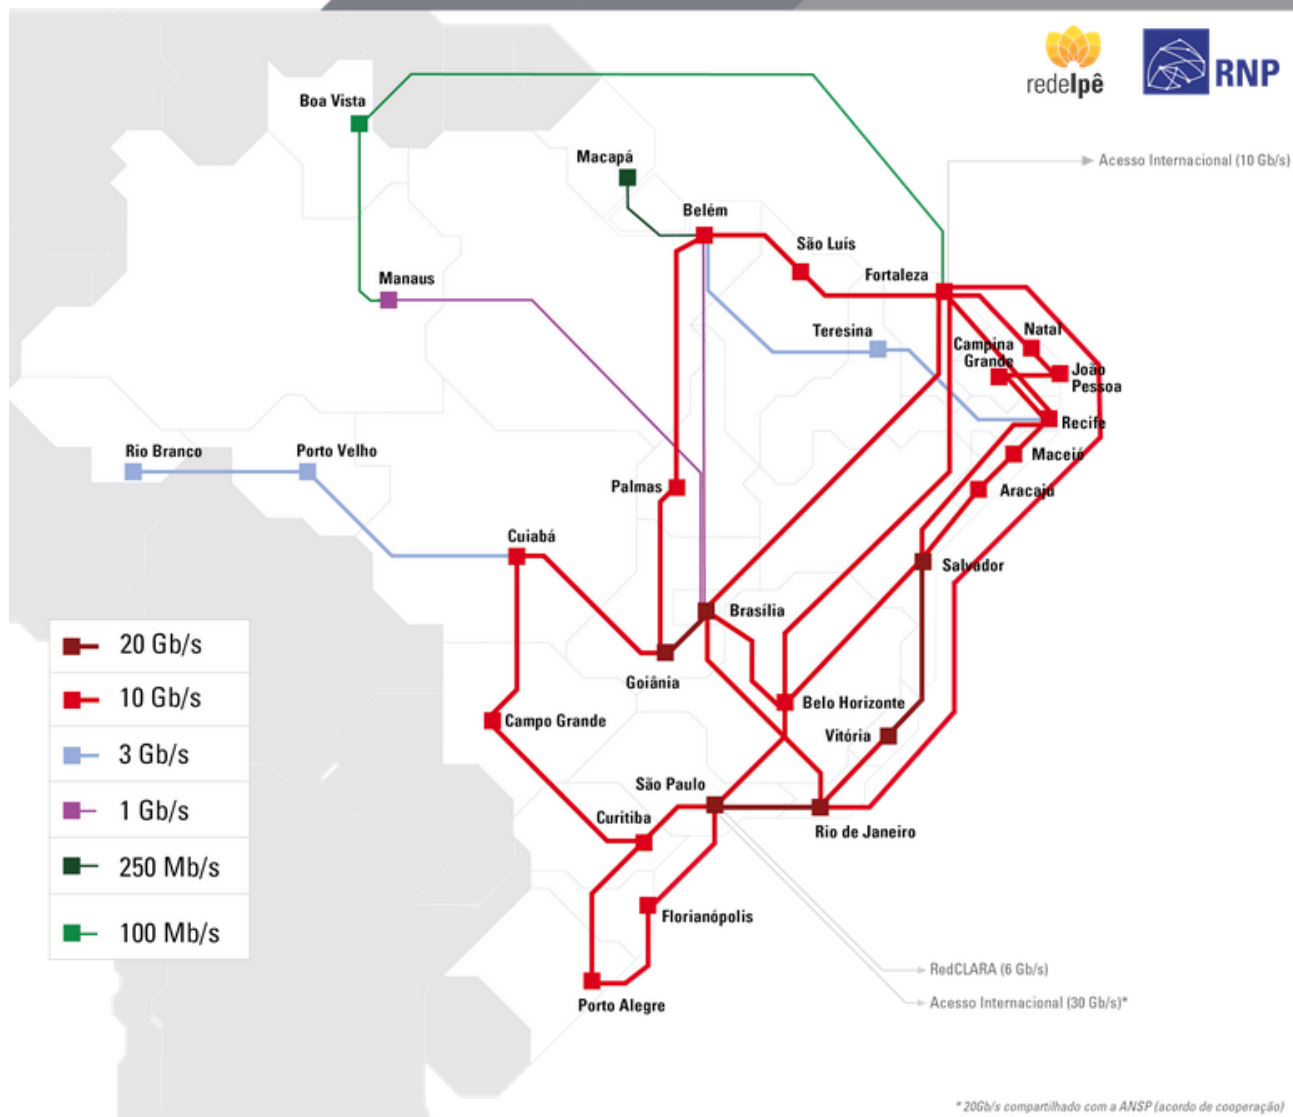 redeIpê
RNP
Boa Vista
Macapá
Acesso Internacional (10 Gb/s)
Belém
São Luís
Manaus
Fortaleza
Teresina
Natal
Campina
Grande
João
Pessoa
Recife
Rio Branco
Porto Velho
Maceió
Palmas
Aracajú
Cuiabá
Salvador
Brasília
20 Gb/s
Goiânia
10 Gb/s
Belo Horizonte
Campo Grande
Vitória
3 Gb/s
São Paulo
1 Gb/s
Curitiba
Rio de Janeiro
250 Mb/s
Florianópolis
100 Mb/s
RedCLARA (6 Gb/s)
Porto Alegre
Acesso Internacional (30 Gb/s)*
* 20Gb/s compartilhado com a ANSP (acordo de cooperação)